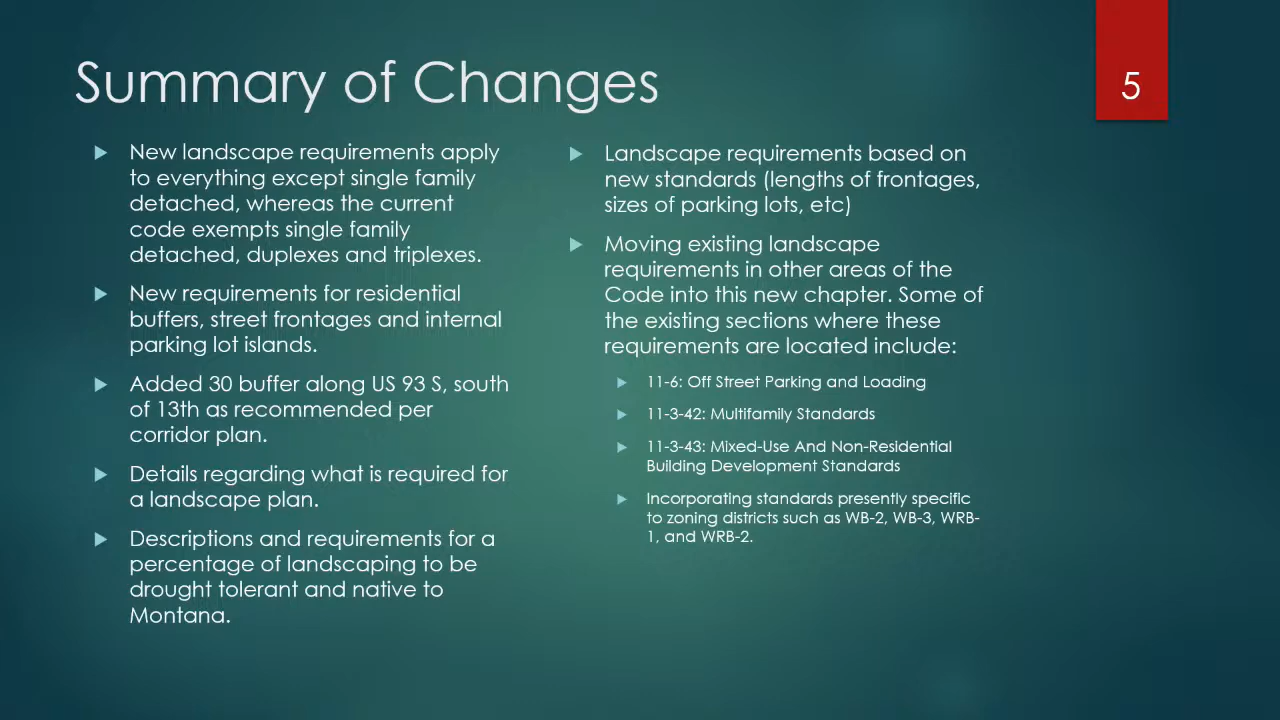 Summary of Changes
5
New landscape requirements apply
to everything except single family
detached, whereas the current
code exempts single family
detached, duplexes and triplexes.
New requirements for residential
buffers, street frontages and internal
parking lot islands.
Added 30 buffer along US 93 S, south
of 13th as recommended per
corridor plan.
Details regarding what is required for
a landscape plan.
Descriptions and requirements for a
percentage of landscaping to be
drought tolerant and native to
Montana.
Landscape requirements based on
new standards (lengths of frontages,
sizes of parking lots, etc)
Moving existing landscape
requirements in other areas of the
Code into this new chapter. Some of
the existing sections where these
requirements are located include:
11-6: Off Street Parking and Loading
11-3-42: Multifamily Standards
11-3-43: Mixed-Use And Non-Residential
Building Development Standards
Incorporating standards presently specific
to zoning districts such as WB-2, WB-3, WRB-
1, and WRB-2.